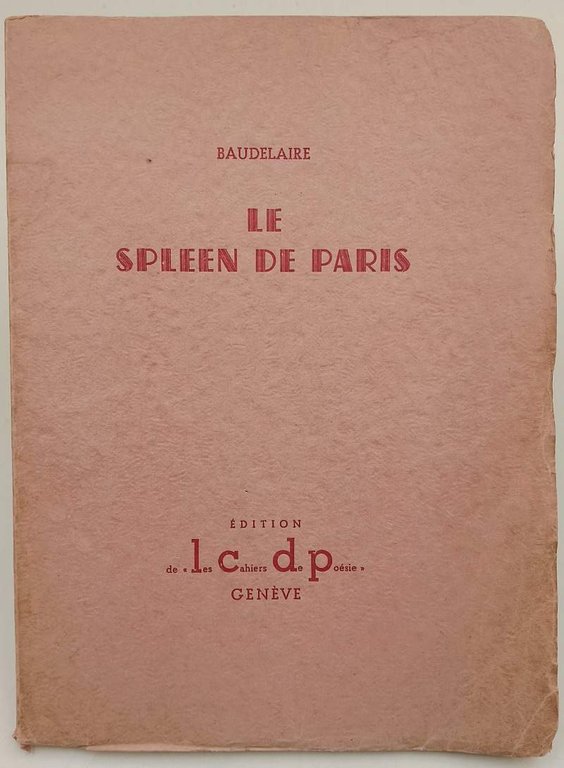 BAUDELAIRE
LE
SPLEEN DE PARIS
ÉDITION
de « les cahiers de poésie »
GENÈVE